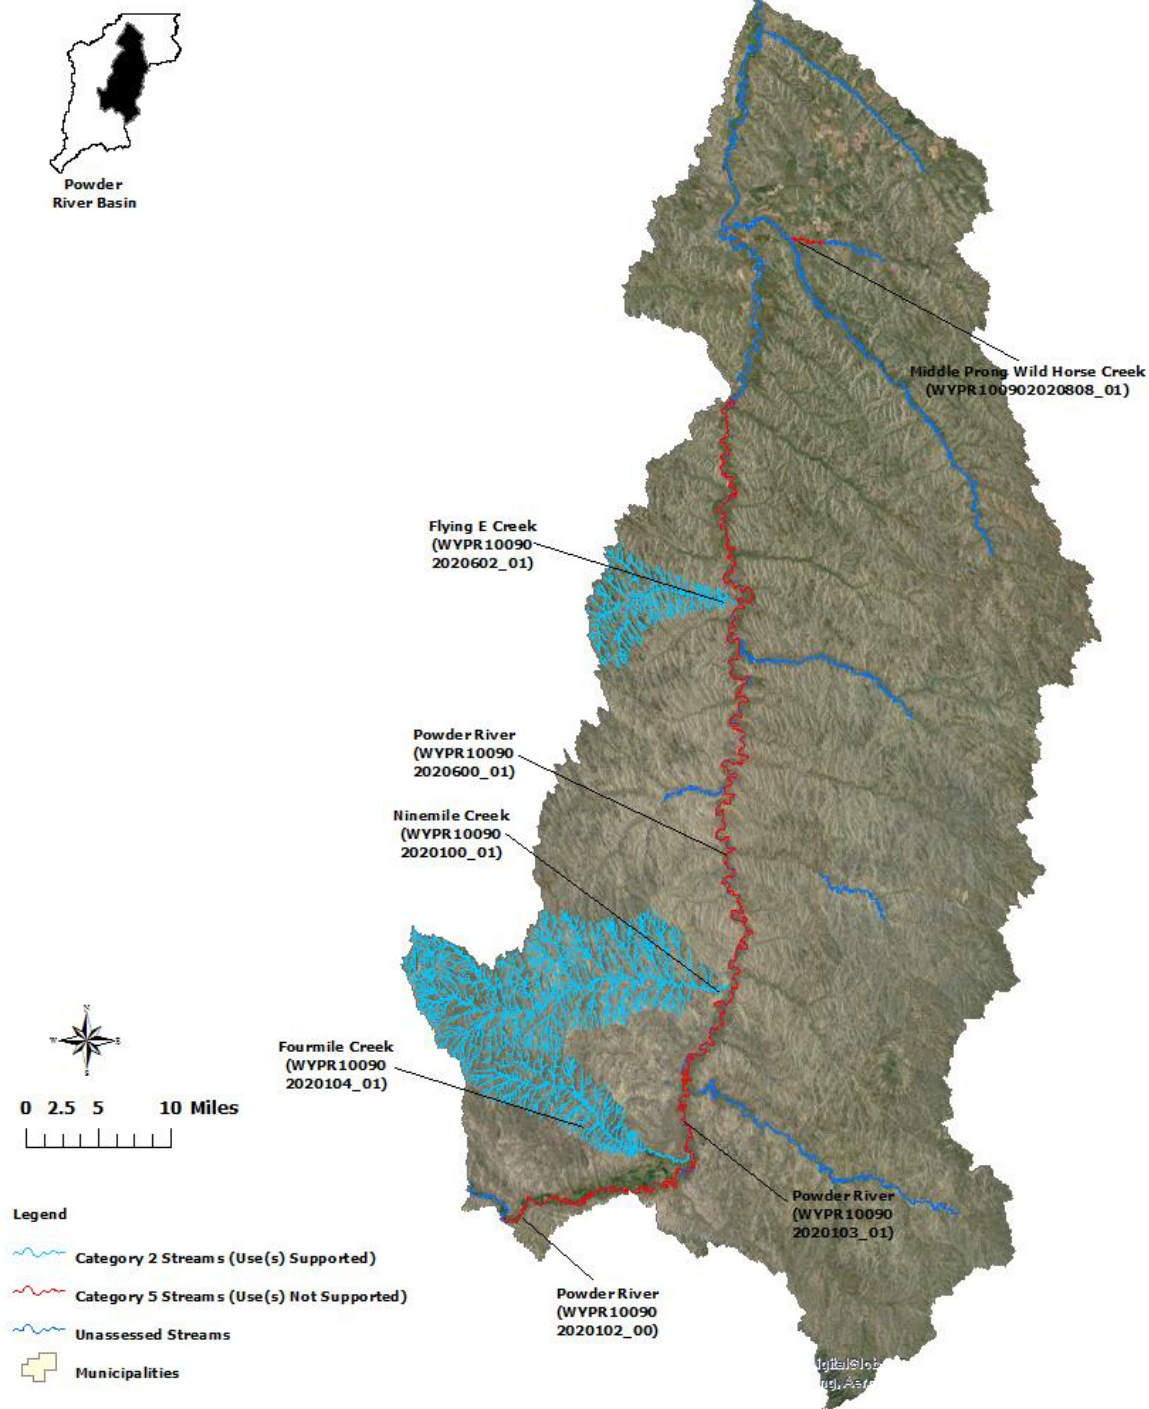 Powder
River Basin
Middle Prong Wild Horse Creek
(WYPR100902020808_01)
Flying E Creek
(WYPR10090
2020602_01)
Powder River
(WYPR10090
2020600_01)
Ninemile Creek
(WYPR10090
2020100_01)
N
W
E
S
Fourmile Creek
(WYPR10090
2020104_01)
0 2.5 5 10 Miles
Powder River
(WYPR10090
2020103_01)
Legend
Category 2 Streams (Use(s) Supported)
Category 5 Streams (Use(s) Not Supported)
Unassessed Streams
Municipalities
Powder River
(WYPR10090
2020102_00)